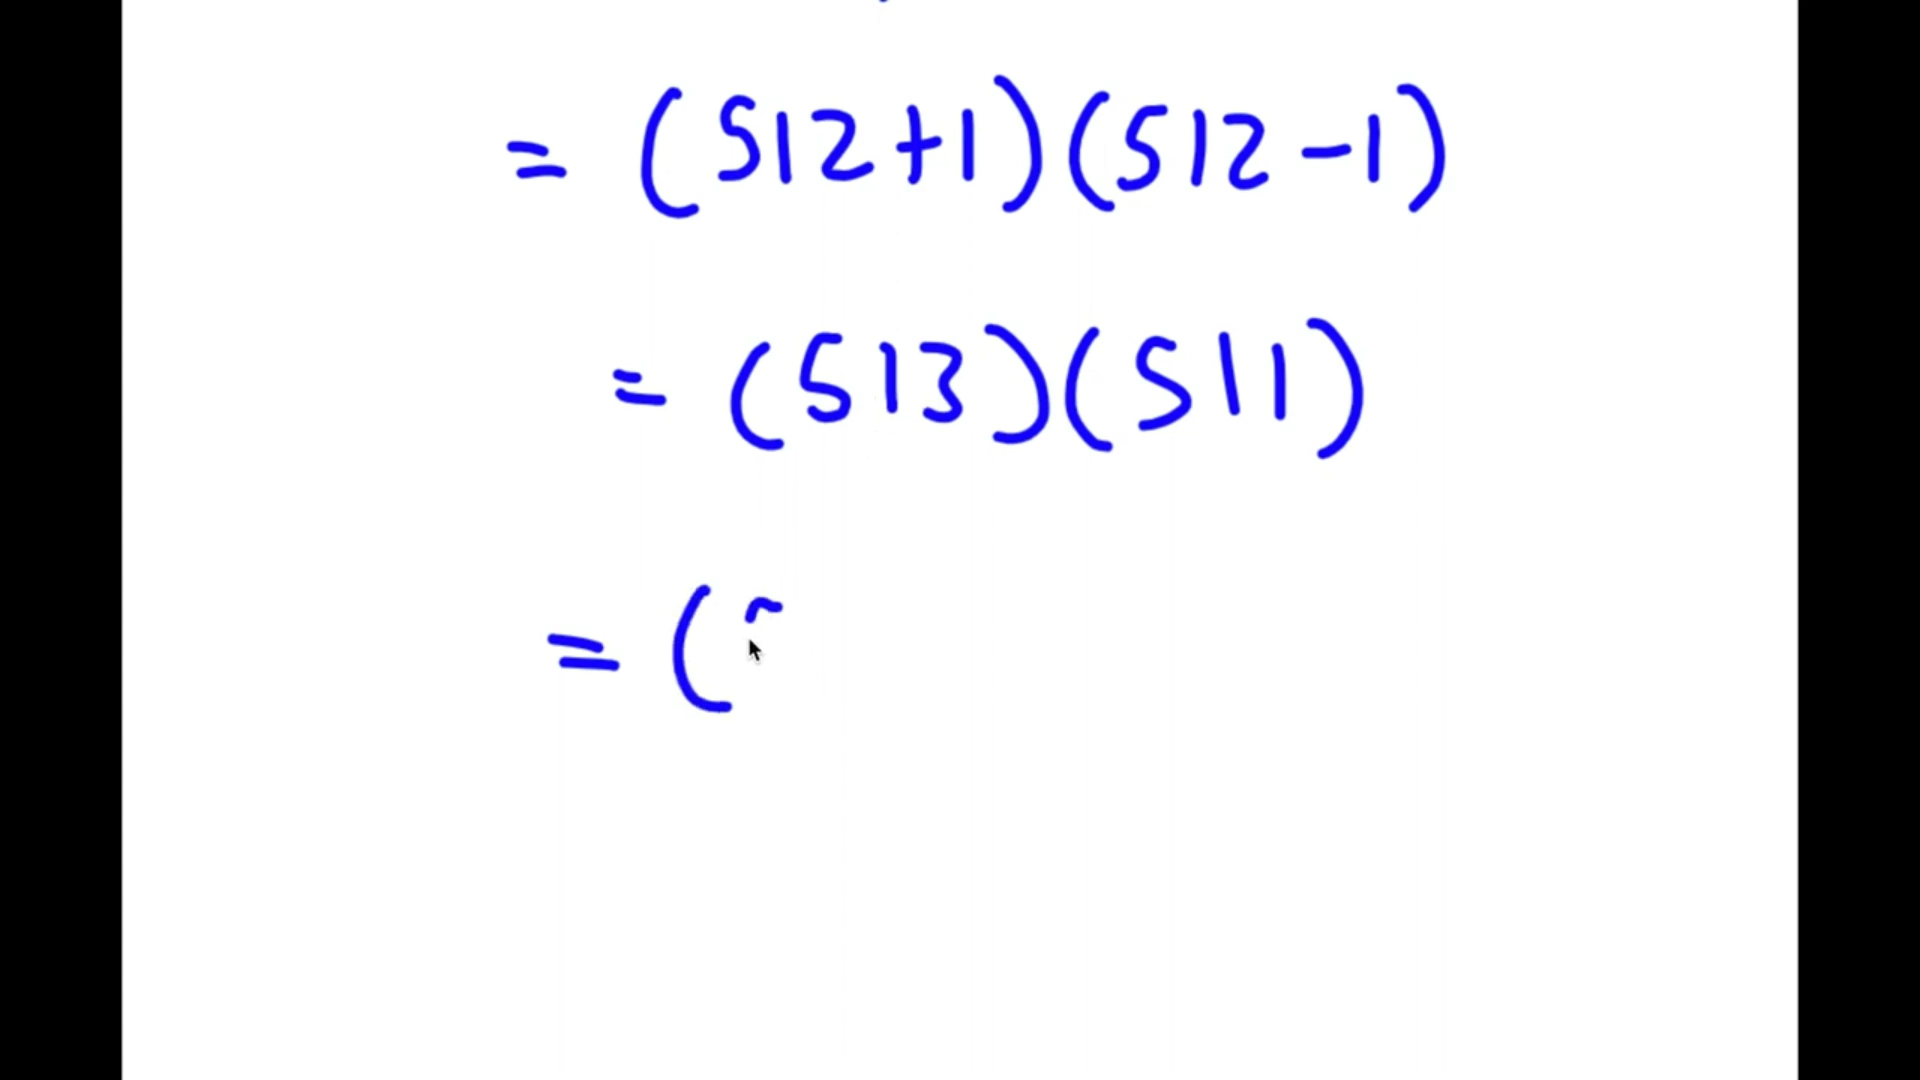 = (512+1)(512-1)
= (513)(511)
= (